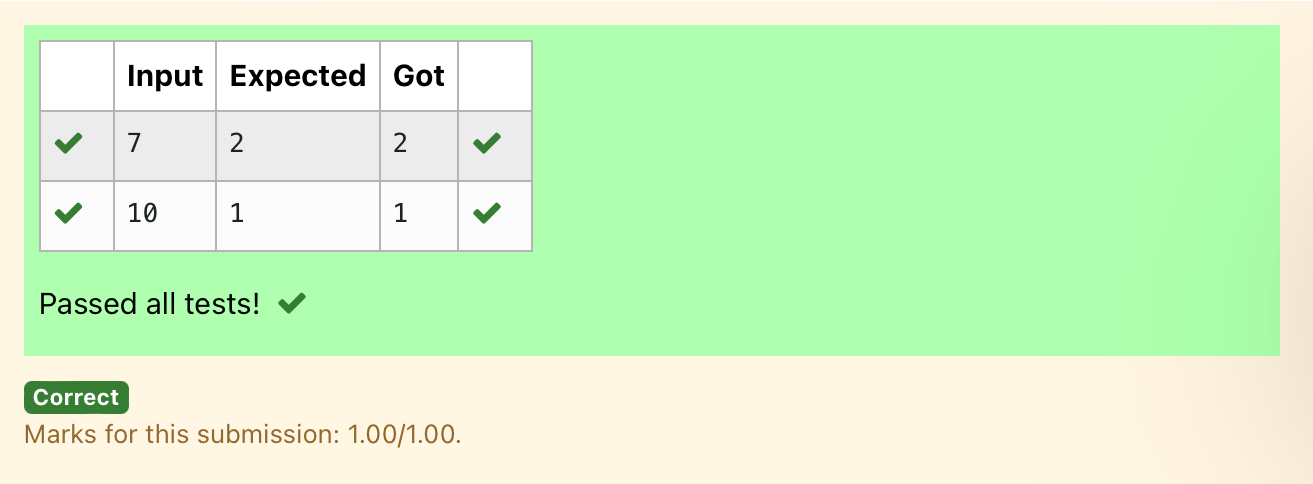 Input Expected Got
7 2 2
10 1 1
Passed all tests!
Correct
Marks for this submission: 1.00/1.00.